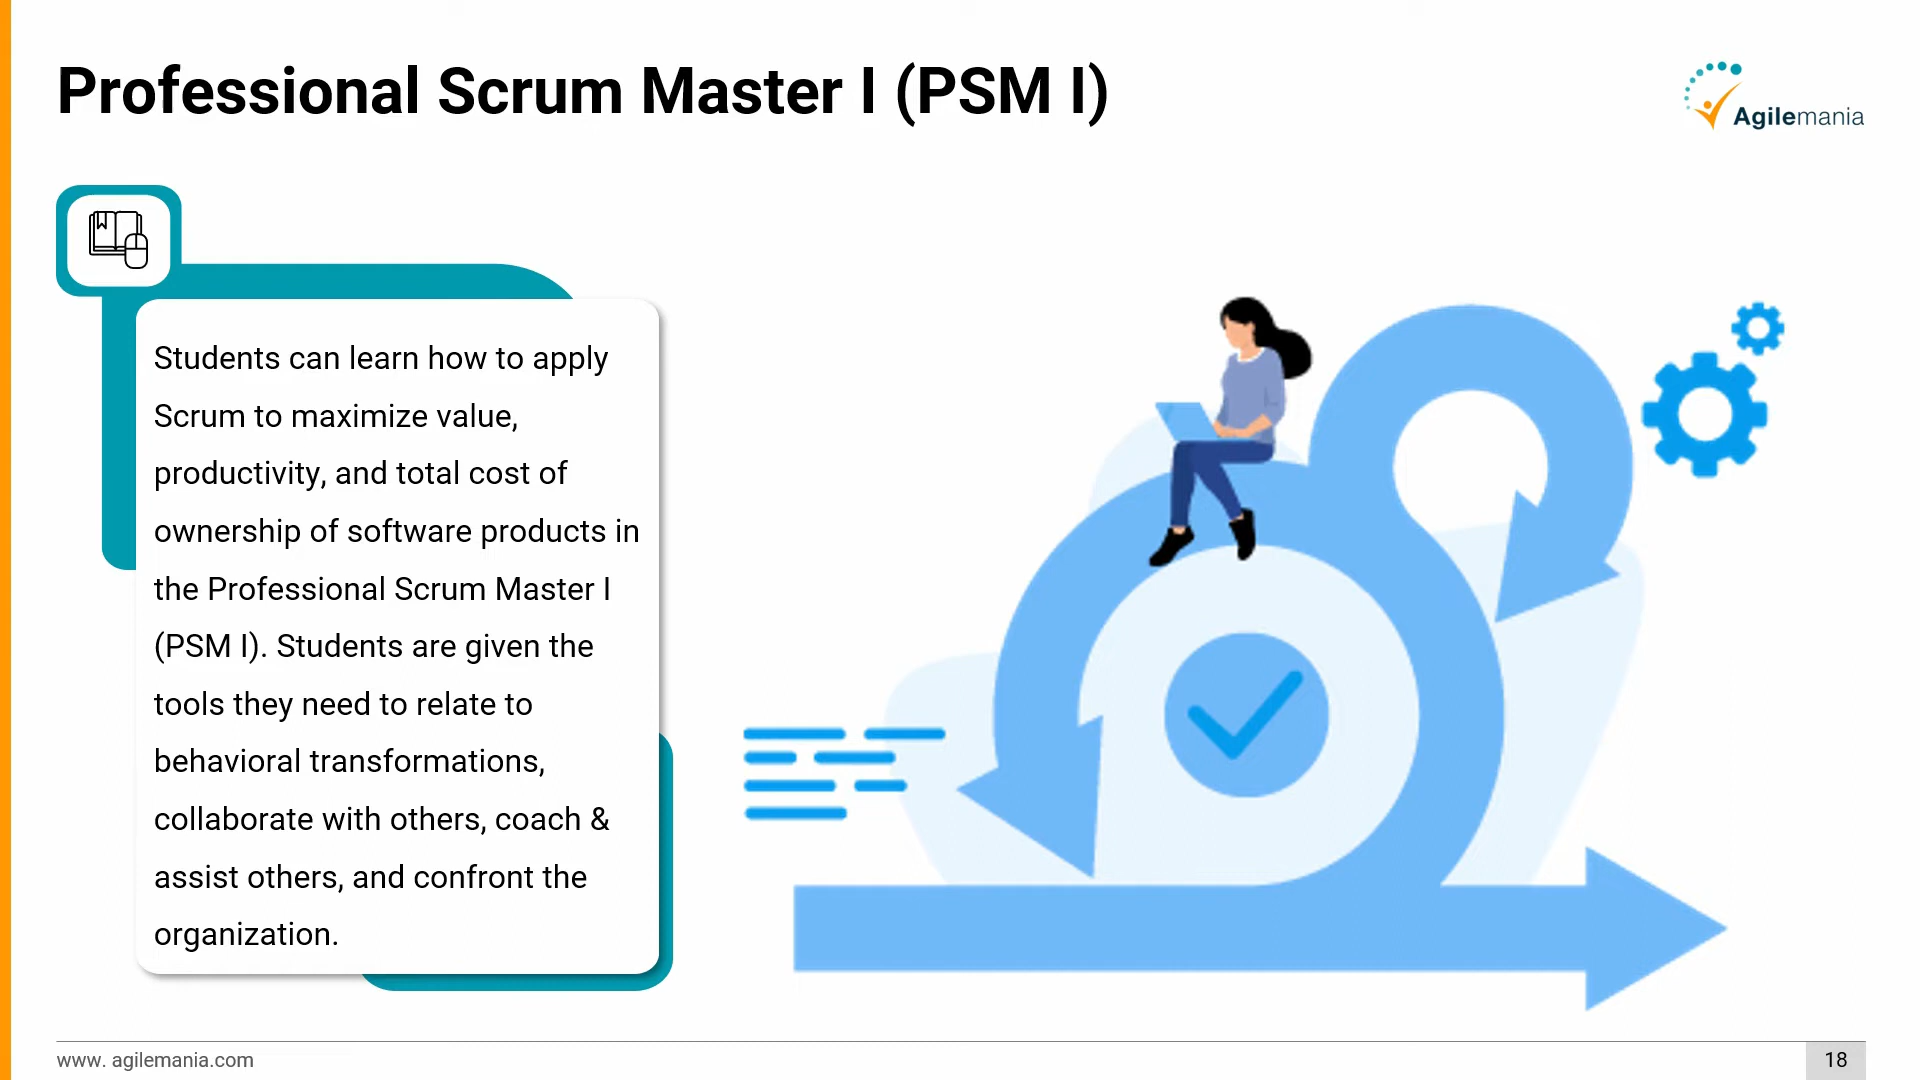 Professional Scrum Master I (PSM I)
Agilemania
Students can learn how to apply
Scrum to maximize value,
productivity, and total cost of
ownership of software products in
the Professional Scrum Master I
(PSM I). Students are given the
tools they need to relate to
behavioral transformations,
collaborate with others, coach &
assist others, and confront the
organization.
www. agilemania.com
18